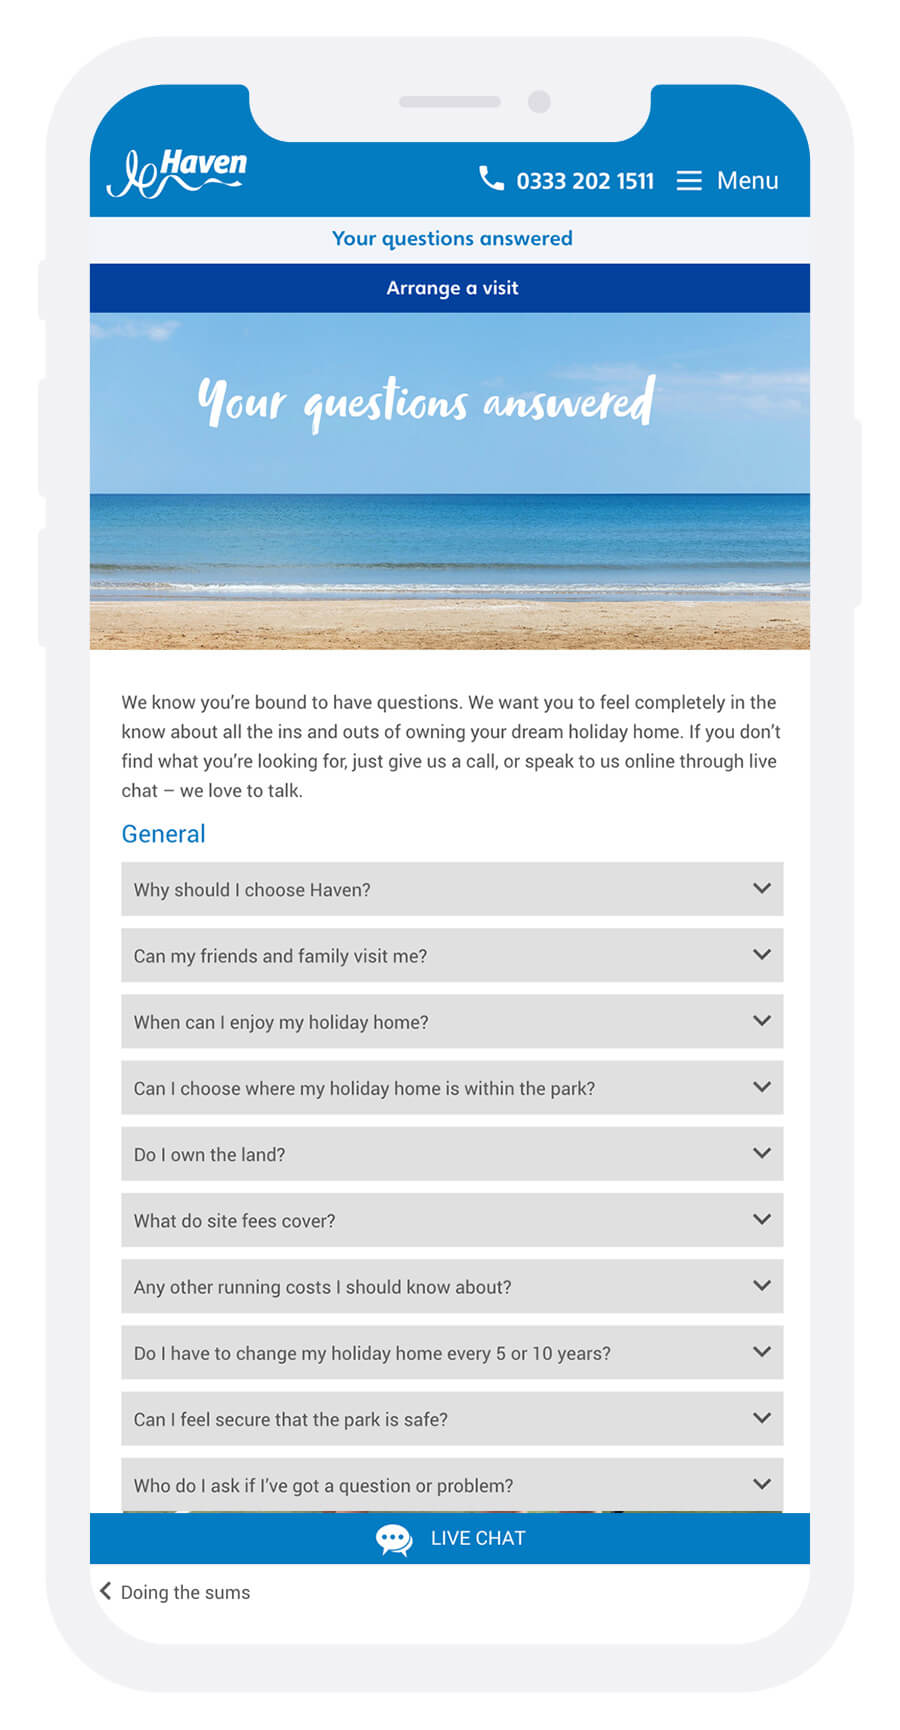 Haven
0333 202 1511
Menu
Your questions answered
Arrange a visit
Your questions answered
We know you’re bound to have questions. We want you to feel completely in the
know about all the ins and outs of owning your dream holiday home. If you don’t
find what you’re looking for, just give us a call, or speak to us online through live
chat – we love to talk.
General
Why should I choose Haven?
Can my friends and family visit me?
When can I enjoy my holiday home?
Can I choose where my holiday home is within the park?
Do I own the land?
What do site fees cover?
Any other running costs I should know about?
Do I have to change my holiday home every 5 or 10 years?
Can I feel secure that the park is safe?
Who do I ask if I’ve got a question or problem?
LIVE CHAT
Doing the sums